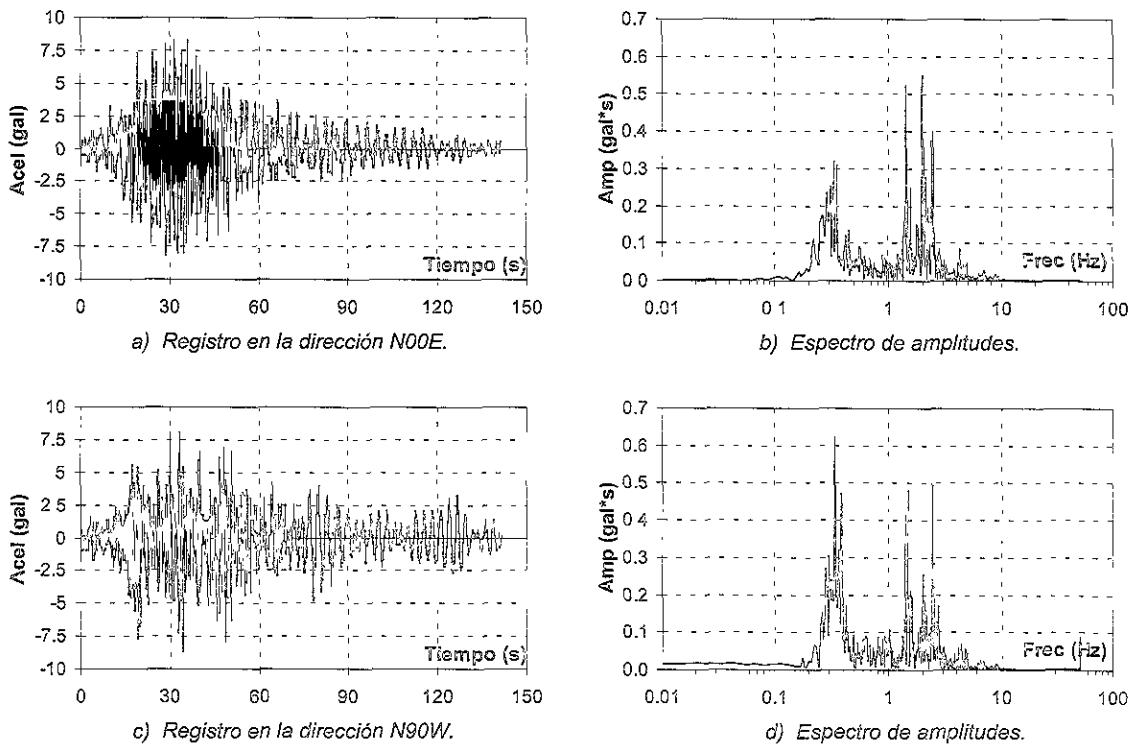 10
7.5
5
2.5
0
-2.5
-5
-7.5
-10
Acel (gal)
Tiempo (s)
0 30 60 90 120 150
a) Registro en la dirección N00E.
0.7
0.6
0.5
0.4
0.3
0.2
0.1
0.0
Amp (gal*s)
Frec (Hz)
0.01 0.1 1 10 100
b) Espectro de amplitudes.
10
7.5
5
2.5
0
-2.5
-5
-7.5
-10
Acel (gal)
Tiempo (s)
0 30 60 90 120 150
c) Registro en la dirección N90W.
0.7
0.6
0.5
0.4
0.3
0.2
0.1
0.0
Amp (gal*s)
Frec (Hz)
0.01 0.1 1 10 100
d) Espectro de amplitudes.